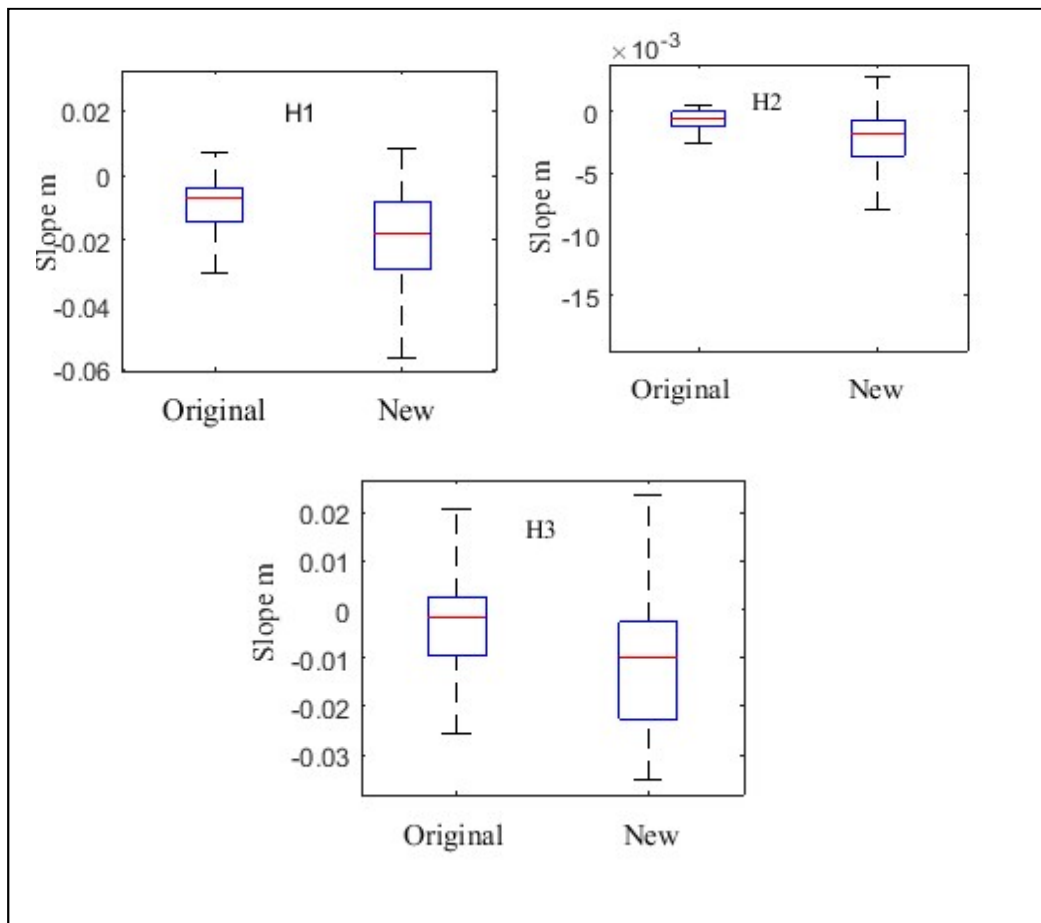 H1
Slope m
0.02
0
-0.02
-0.04
-0.06
Original New
×10-3
H2
Slope m
0
-5
-10
-15
Original New
H3
Slope m
0.02
0.01
0
-0.01
-0.02
-0.03
Original New